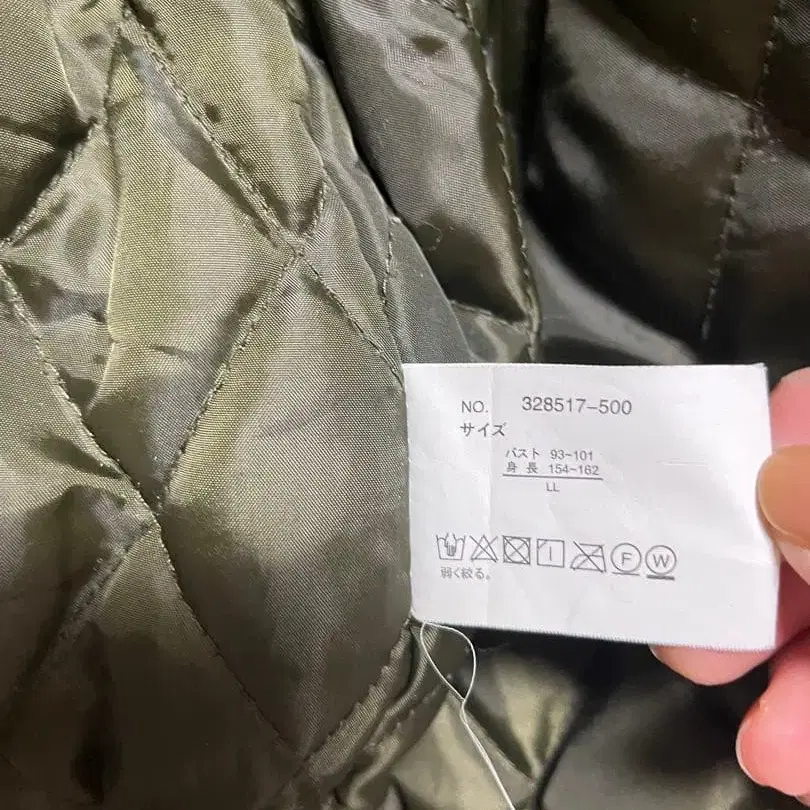 NO. 328517-500
サイズ
バスト 93~101
身長 154~162
LL
F W
弱く絞る。